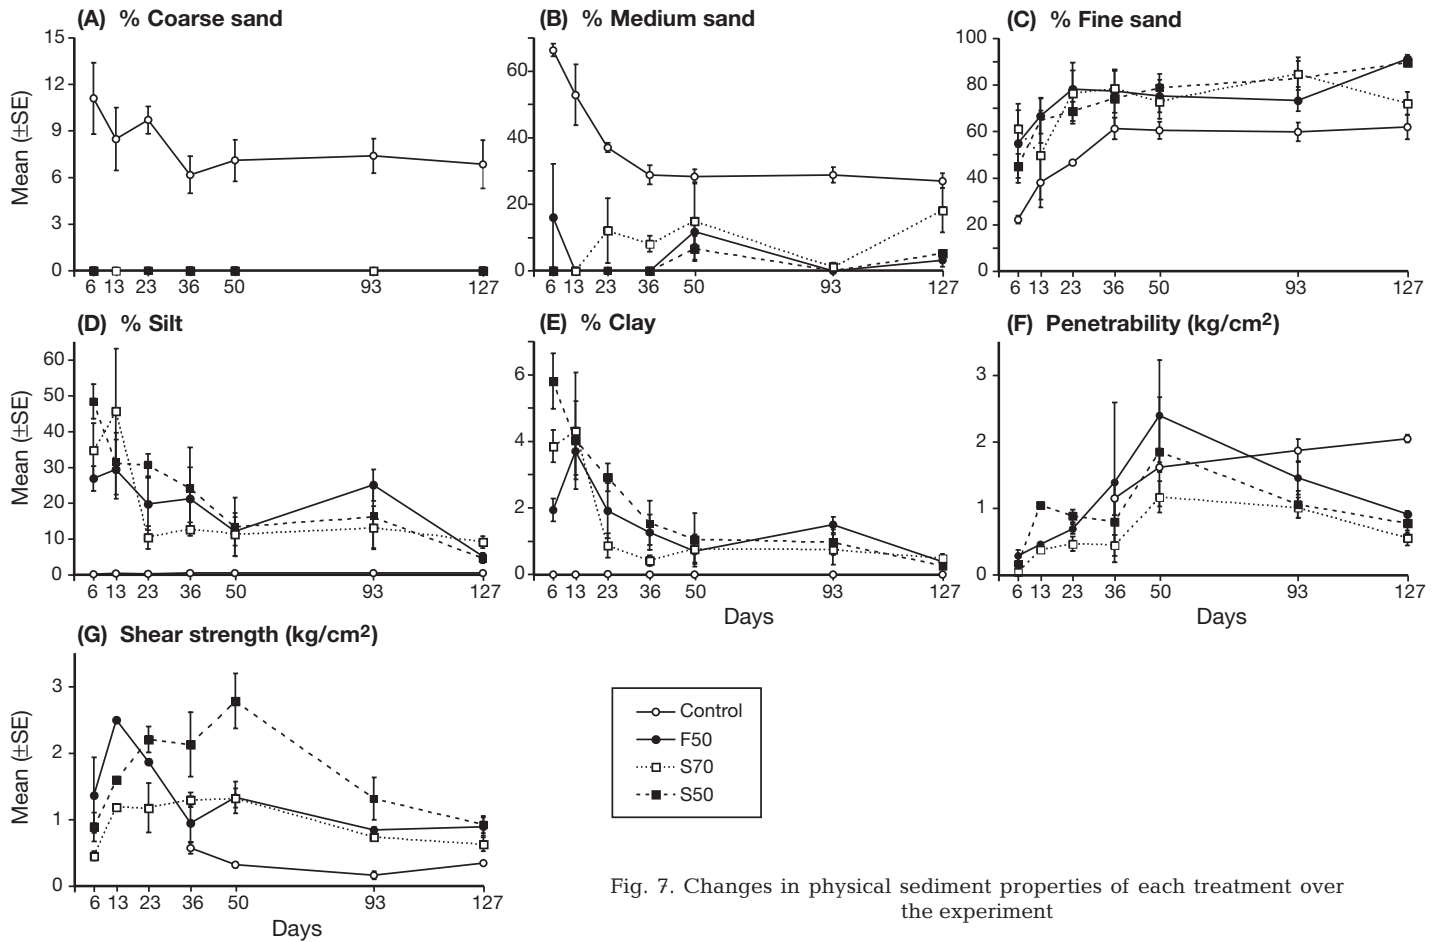 (A) % Coarse sand
15
12
9
6
3
0
Mean (±SE)
6 13 23 36 50 93 127
(B) % Medium sand
60
40
20
0
6 13 23 36 50 93 127
(C) % Fine sand
100
80
60
40
20
0
6 13 23 36 50 93 127
(D) % Silt
60
50
40
30
20
10
0
Mean (±SE)
6 13 23 36 50 93 127
(E) % Clay
6
4
2
0
6 13 23 36 50 93 127
Days
(F) Penetrability (kg/cm²)
3
2
1
0
6 13 23 36 50 93 127
Days
(G) Shear strength (kg/cm²)
3
2
1
0
Mean (±SE)
6 13 23 36 50 93 127
Days
Control
F50
S70
S50
Fig. 7. Changes in physical sediment properties of each treatment over
the experiment